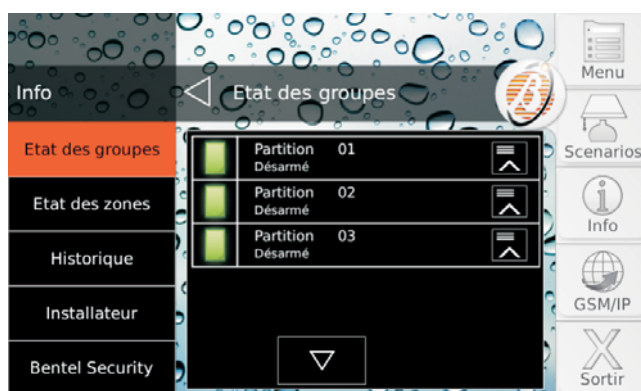 Info
Etat des groupes
Menu
Etat des groupes
Etat des zones
Historique
Installateur
Bentel Security
Partition 01
Désarmé
Partition 02
Désarmé
Partition 03
Désarmé
Scenarios
Info
GSM/IP
Sortir